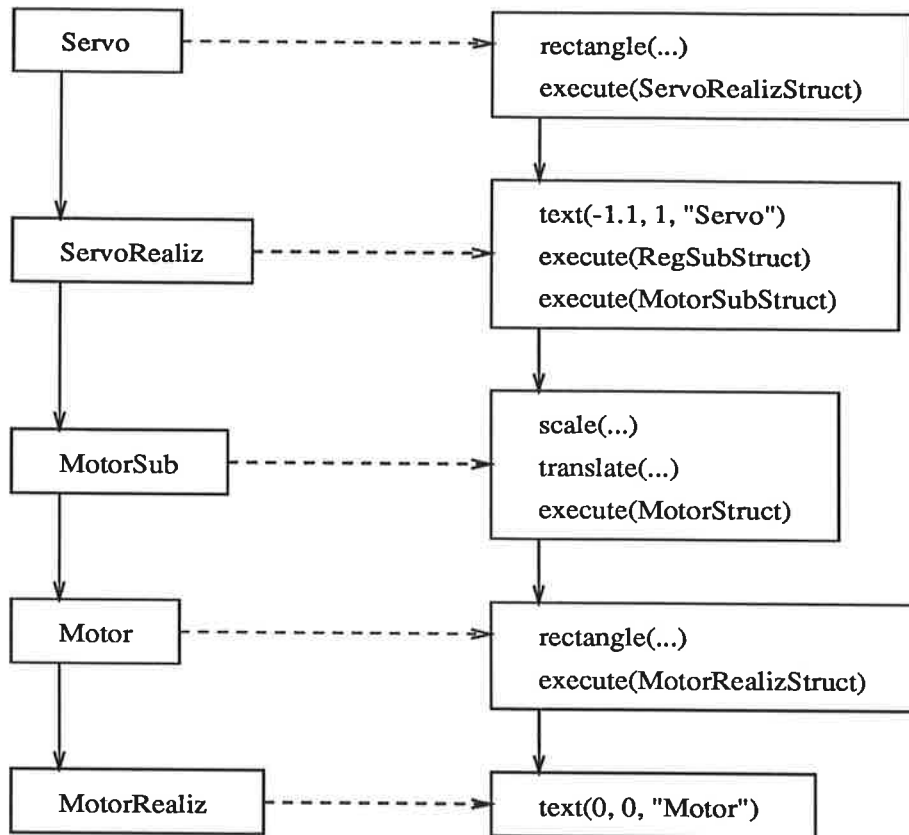 Servo
rectangle(...)
execute(ServoRealizStruct)
ServoRealiz
text(-1.1, 1, "Servo")
execute(RegSubStruct)
execute(MotorSubStruct)
MotorSub
scale(...)
translate(...)
execute(MotorStruct)
Motor
rectangle(...)
execute(MotorRealizStruct)
MotorRealiz
text(0, 0, "Motor")